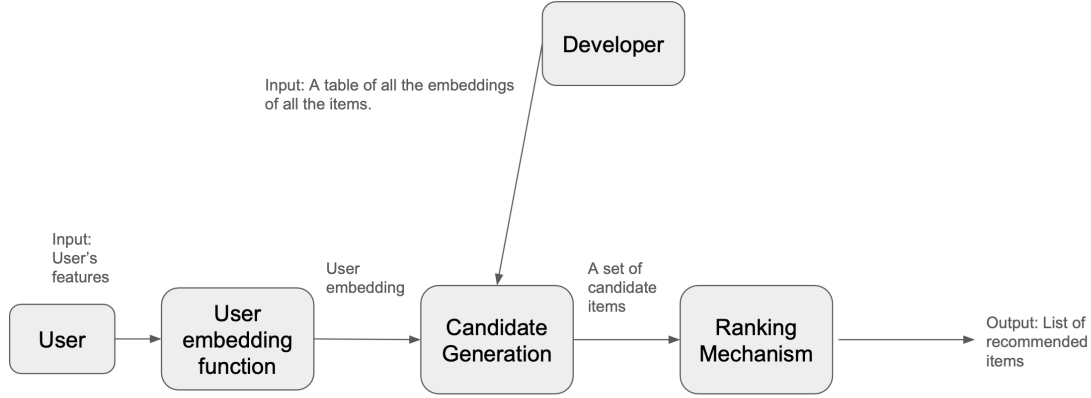 Developer
Input: A table of all the embeddings
of all the items.
Input:
User's
features
User
User
embedding
function
User
embedding
Candidate
Generation
A set of
candidate
items
Ranking
Mechanism
Output: List of
recommended
items